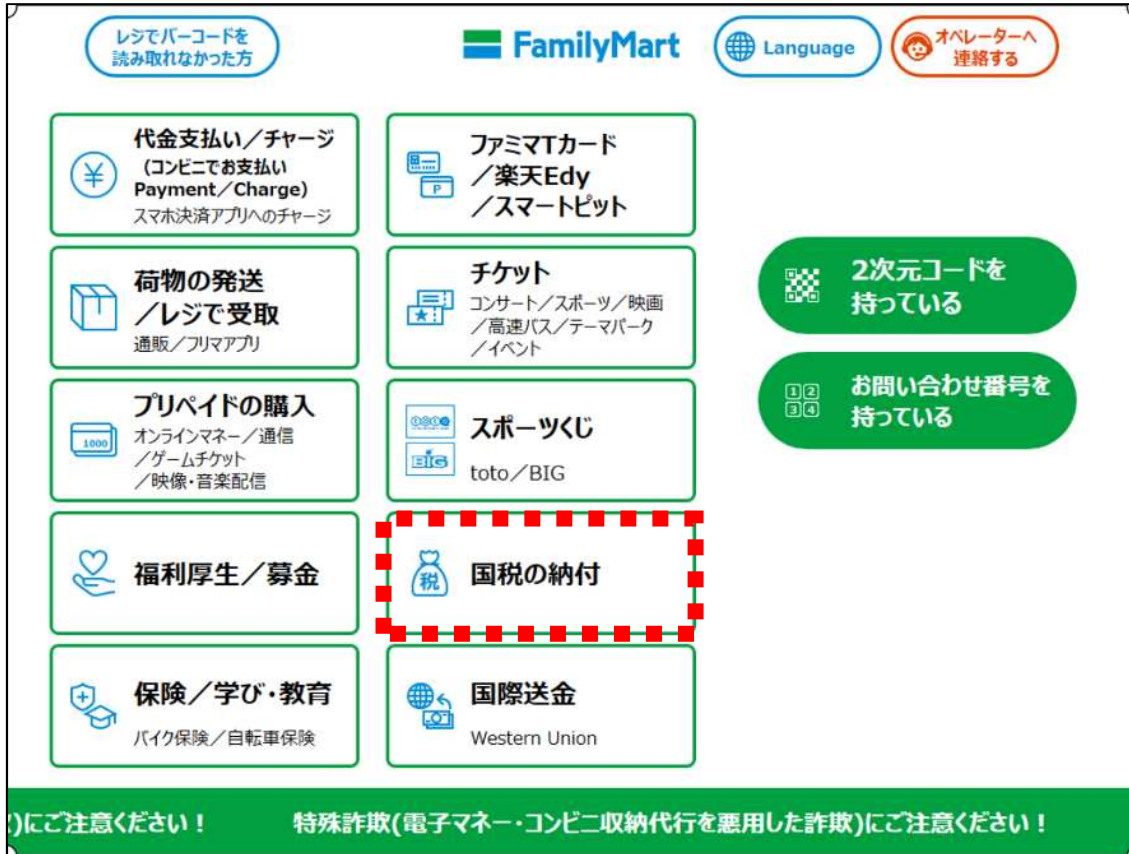 レジでバーコードを
読み取れなかった方
FamilyMart
Language
オペレーターへ
連絡する
代金支払い／チャージ
（コンビニでお支払い
Payment／Charge）
スマホ決済アプリへのチャージ
ファミマTカード
／楽天Edy
／スマートピット
荷物の発送
／レジで受取
通販／フリマアプリ
チケット
コンサート／スポーツ／映画
／高速バス／テーマパーク
／イベント
2次元コードを
持っている
1 2
3 4
お問い合わせ番号を
持っている
1000
プリペイドの購入
オンラインマネー／通信
／ゲームチケット
／映像・音楽配信
BIG
スポーツくじ
toto／BIG
福利厚生／募金
税
国税の納付
保険／学び・教育
バイク保険／自転車保険
国際送金
Western Union
)にご注意ください！
特殊詐欺(電子マネー・コンビニ収納代行を悪用した詐欺)にご注意ください！